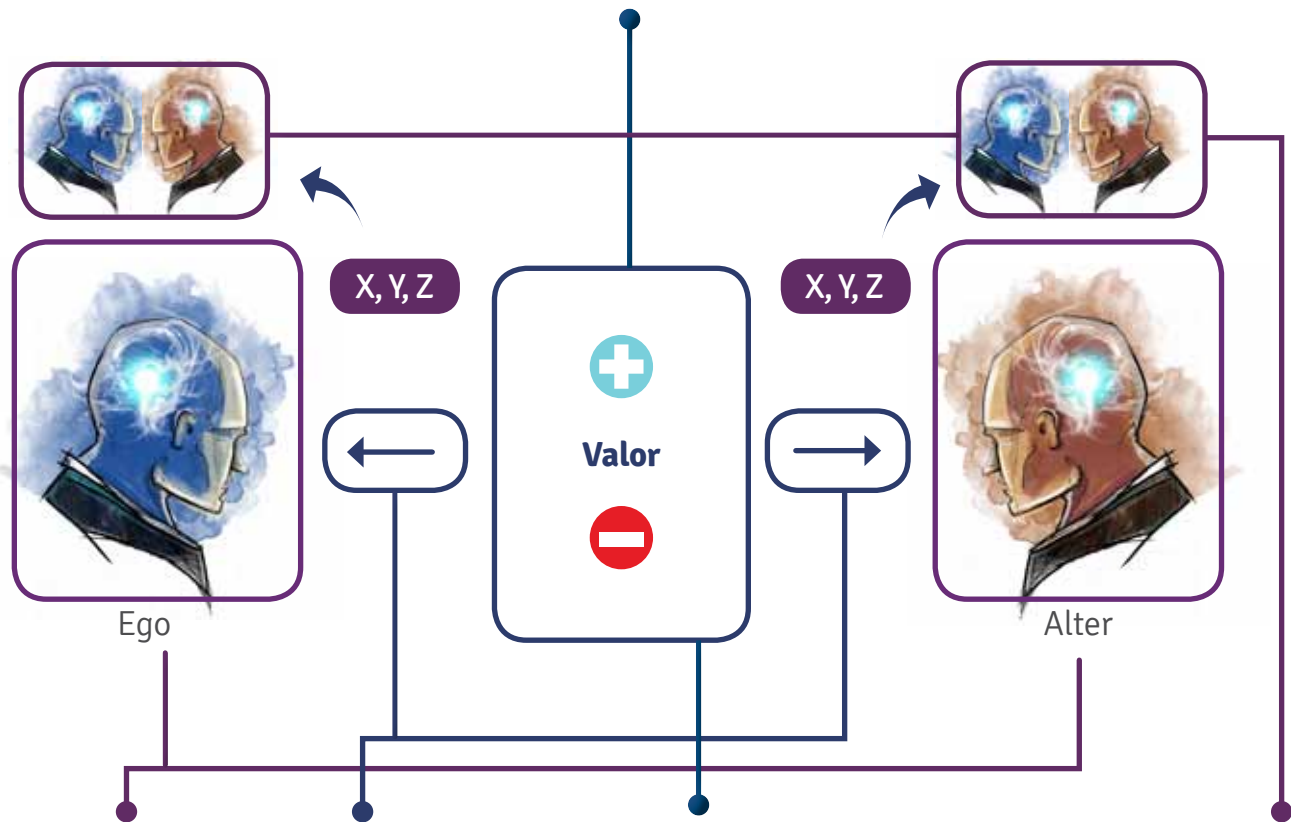 X, Y, Z
X, Y, Z
Valor
Ego
Alter